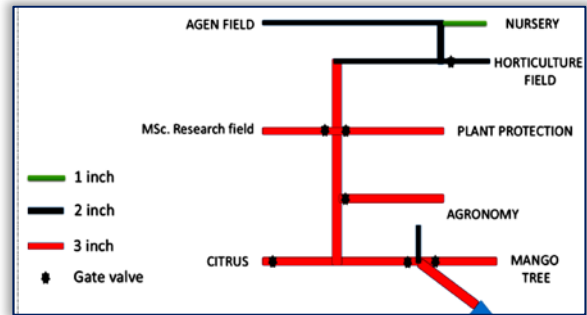 AGEN FIELD
NURSERY
HORTICULTURE
FIELD
MSc. Research field
PLANT PROTECTION
1 inch
2 inch
AGRONOMY
3 inch
CITRUS
MANGO
TREE
Gate valve